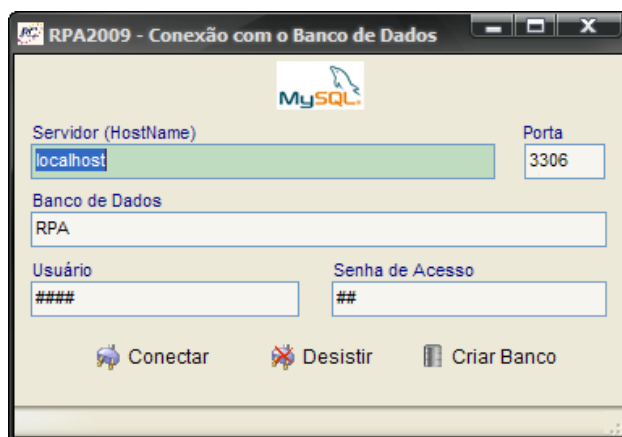 RPA2009 - Conexão com o Banco de Dados
MySQL
Servidor (HostName) Porta
localhost 3306
Banco de Dados
RPA
Usuário Senha de Acesso
#### ##
Conectar Desistir Criar Banco